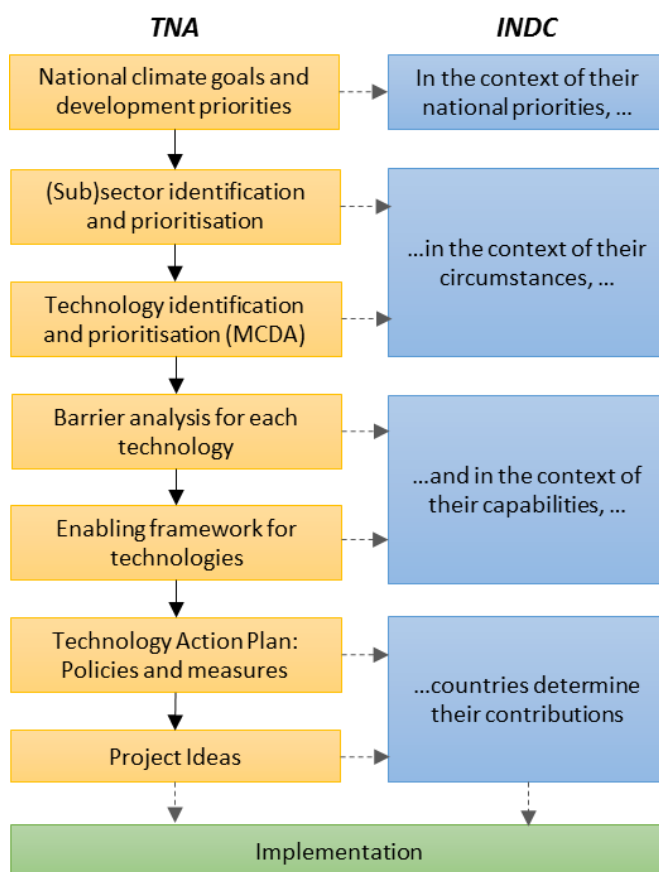 TNA
INDC
National climate goals and
development priorities
In the context of their
national priorities, …
(Sub)sector identification
and prioritisation
…in the context of their
circumstances, …
Technology identification
and prioritisation (MCDA)
Barrier analysis for each
technology
…and in the context of
their capabilities, …
Enabling framework for
technologies
Technology Action Plan:
Policies and measures
…countries determine
their contributions
Project Ideas
Implementation